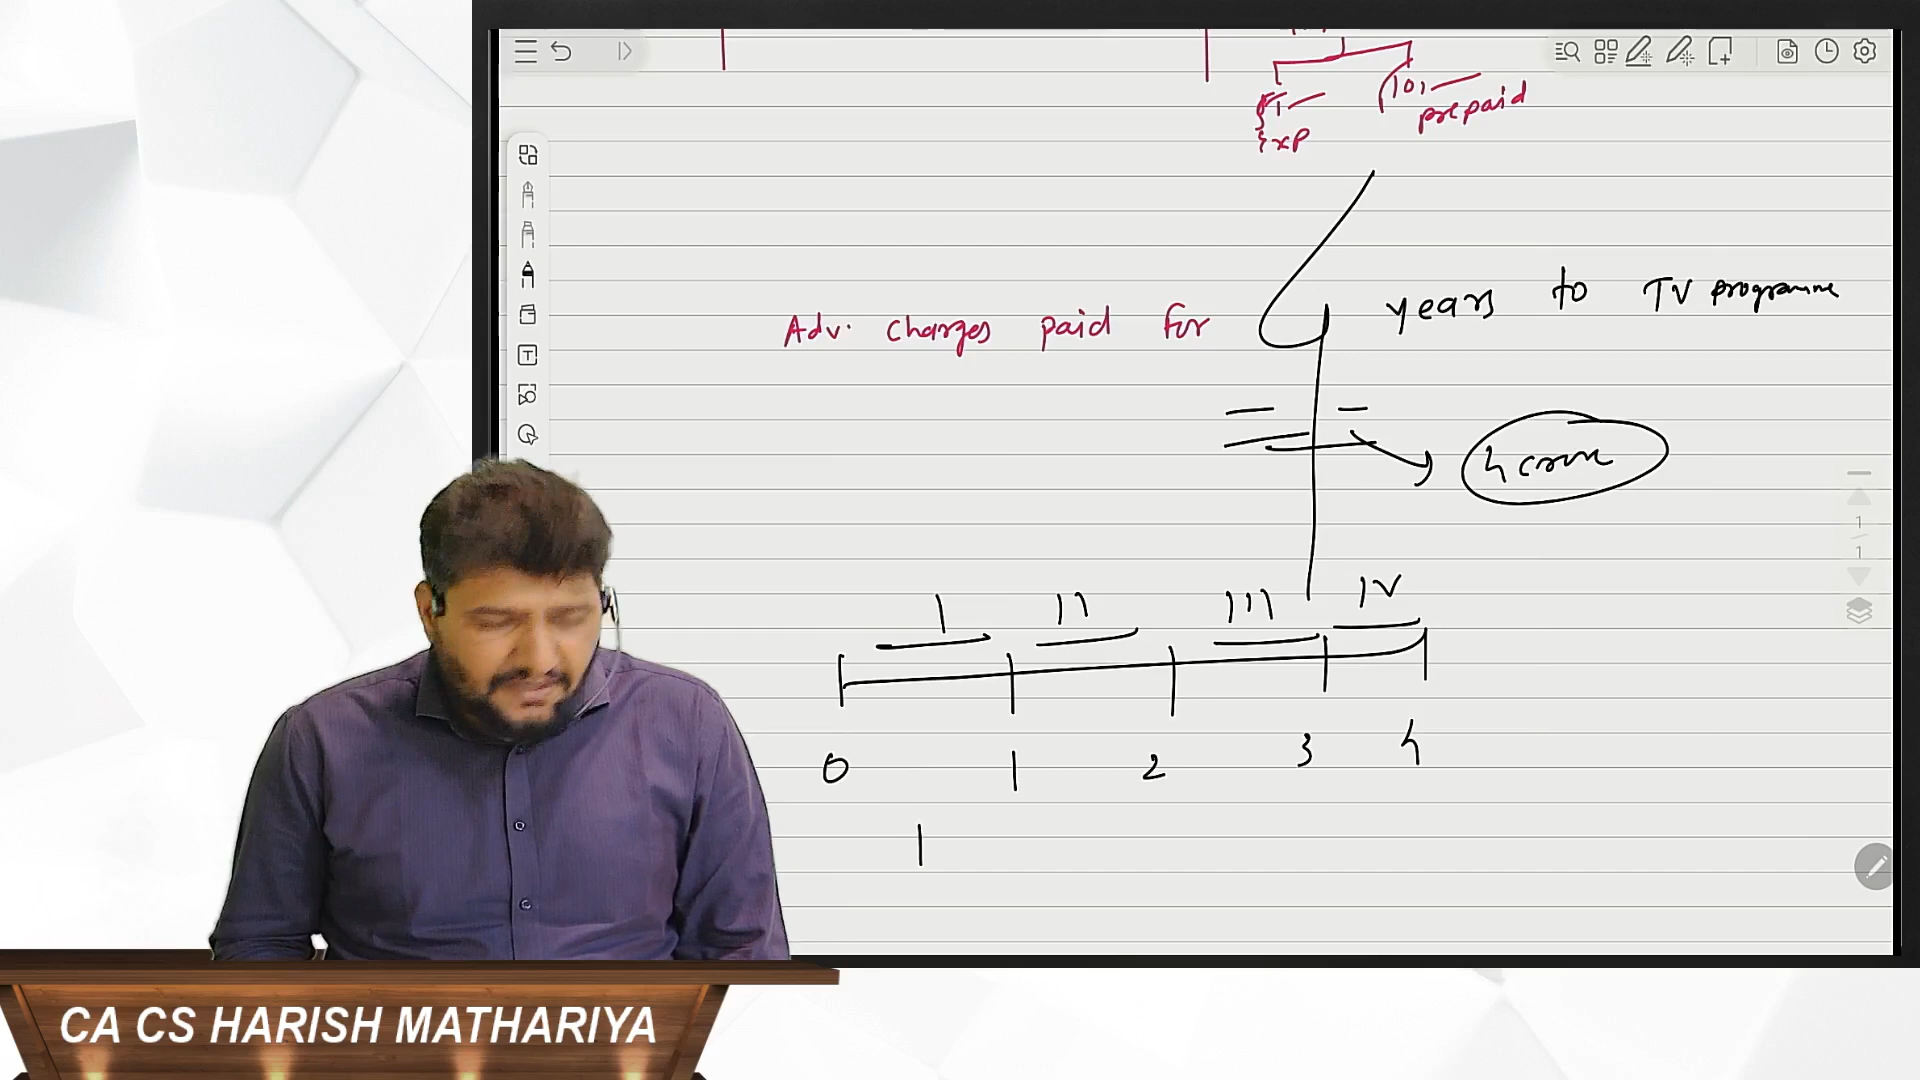 prepaid
Exp
Adv. charges paid for 4 years to TV programme
4 crore
I II III IV
0 1 2 3 4
1
1
CA CS HARISH MATHARIYA